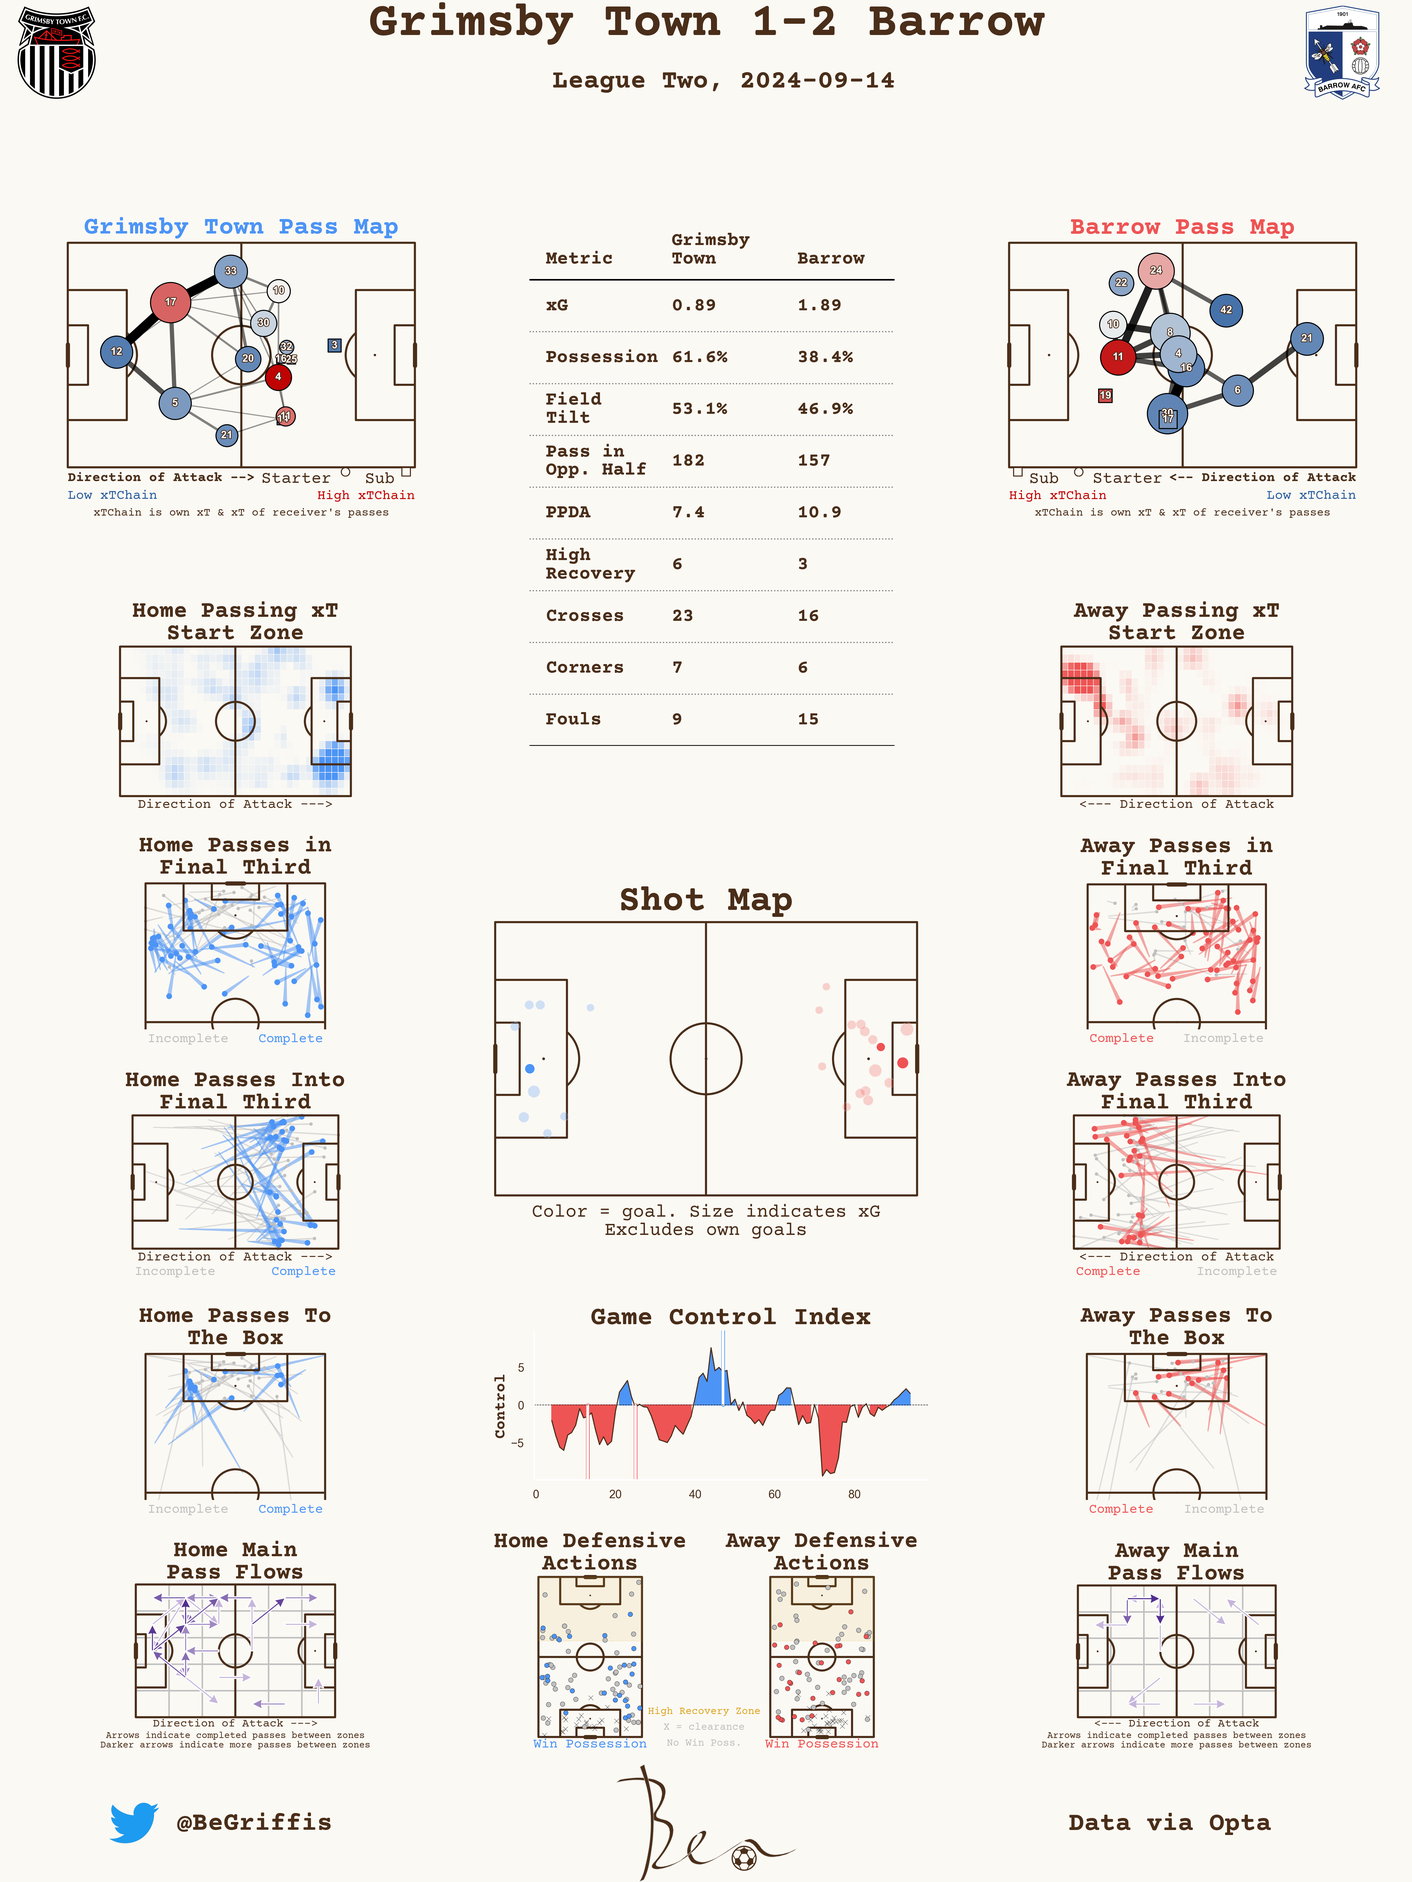 Grimsby Town 1-2 Barrow
League Two, 2024-09-14
GRIMSBY TOWN F.C.
1901
BARROW AFC
Grimsby Town Pass Map
33
17
10
30
12
32
3
20
16
25
4
5
11
21
Direction of Attack --> Starter Sub
Low xTChain High xTChain
xTChain is own xT & xT of receiver's passes
Metric Grimsby Town Barrow
xG 0.89 1.89
Possession 61.6% 38.4%
Field Tilt 53.1% 46.9%
Pass in Opp. Half 182 157
PPDA 7.4 10.9
High Recovery 6 3
Crosses 23 16
Corners 7 6
Fouls 9 15
Barrow Pass Map
24
22
42
10
8
21
11
4
16
6
19
30
17
Sub Starter <-- Direction of Attack
High xTChain Low xTChain
xTChain is own xT & xT of receiver's passes
Home Passing xT
Start Zone
Direction of Attack --->
Away Passing xT
Start Zone
<--- Direction of Attack
Home Passes in
Final Third
Incomplete Complete
Shot Map
Color = goal. Size indicates xG
Excludes own goals
Away Passes in
Final Third
Complete Incomplete
Home Passes Into
Final Third
Direction of Attack --->
Incomplete Complete
Away Passes Into
Final Third
<--- Direction of Attack
Complete Incomplete
Home Passes To
The Box
Incomplete Complete
Game Control Index
Control
5
0
−5
0 20 40 60 80
Away Passes To
The Box
Complete Incomplete
Home Main
Pass Flows
Direction of Attack --->
Arrows indicate completed passes between zones
Darker arrows indicate more passes between zones
Home Defensive
Actions
Win Possession
Away Defensive
Actions
Win Possession
High Recovery Zone
X = clearance
No Win Poss.
Away Main
Pass Flows
<--- Direction of Attack
Arrows indicate completed passes between zones
Darker arrows indicate more passes between zones
@BeGriffis
Ben
Data via Opta